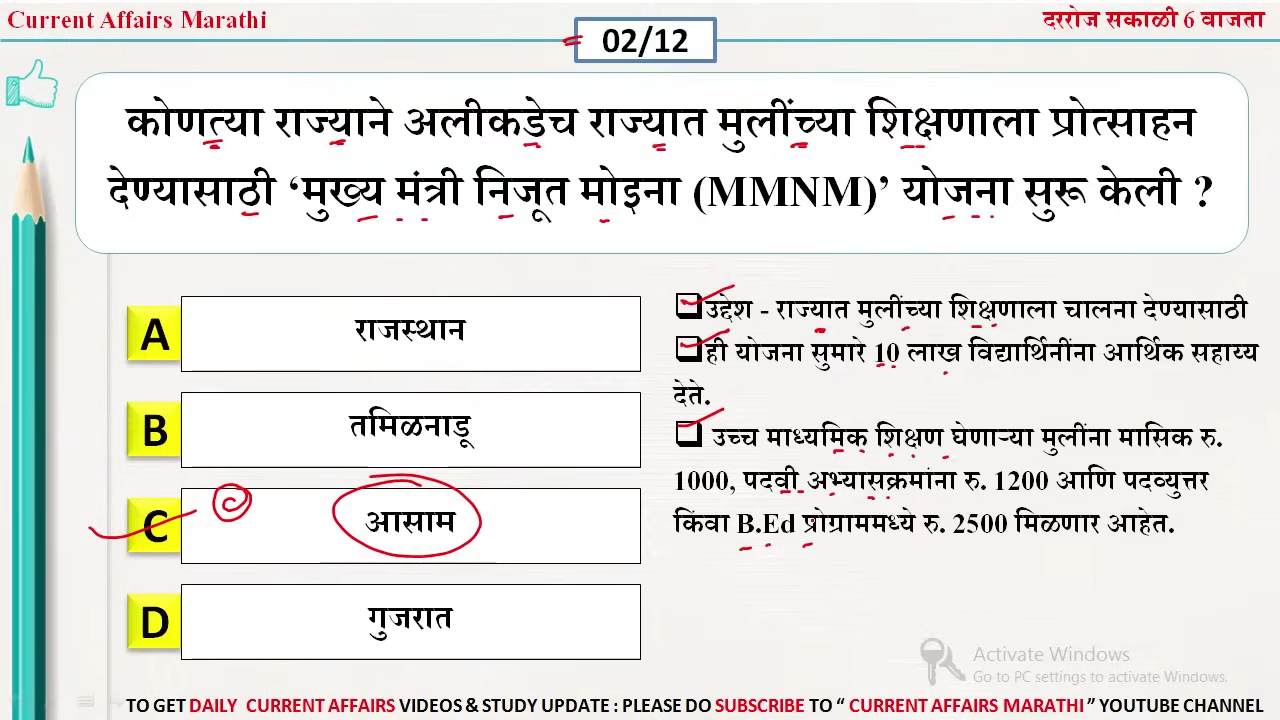 Current Affairs Marathi
दररोज सकाळी 6 वाजता
02/12
कोणत्या राज्याने अलीकडेच राज्यात मुलींच्या शिक्षणाला प्रोत्साहन
देण्यासाठी ‘मुख्य मंत्री निजूत मोइना (MMNM)’ योजना सुरू केली ?
A
राजस्थान
B
तमिळनाडू
C
आसाम
D
गुजरात
उद्देश - राज्यात मुलींच्या शिक्षणाला चालना देण्यासाठी
ही योजना सुमारे 10 लाख विद्यार्थिनींना आर्थिक सहाय्य
देते.
उच्च माध्यमिक शिक्षण घेणाऱ्या मुलींना मासिक रु.
1000, पदवी अभ्यासक्रमांना रु. 1200 आणि पदव्युत्तर
किंवा B.Ed प्रोग्राममध्ये रु. 2500 मिळणार आहेत.
Activate Windows
Go to PC settings to activate Windows.
TO GET DAILY CURRENT AFFAIRS VIDEOS & STUDY UPDATE : PLEASE DO SUBSCRIBE TO “ CURRENT AFFAIRS MARATHI ” YOUTUBE CHANNEL